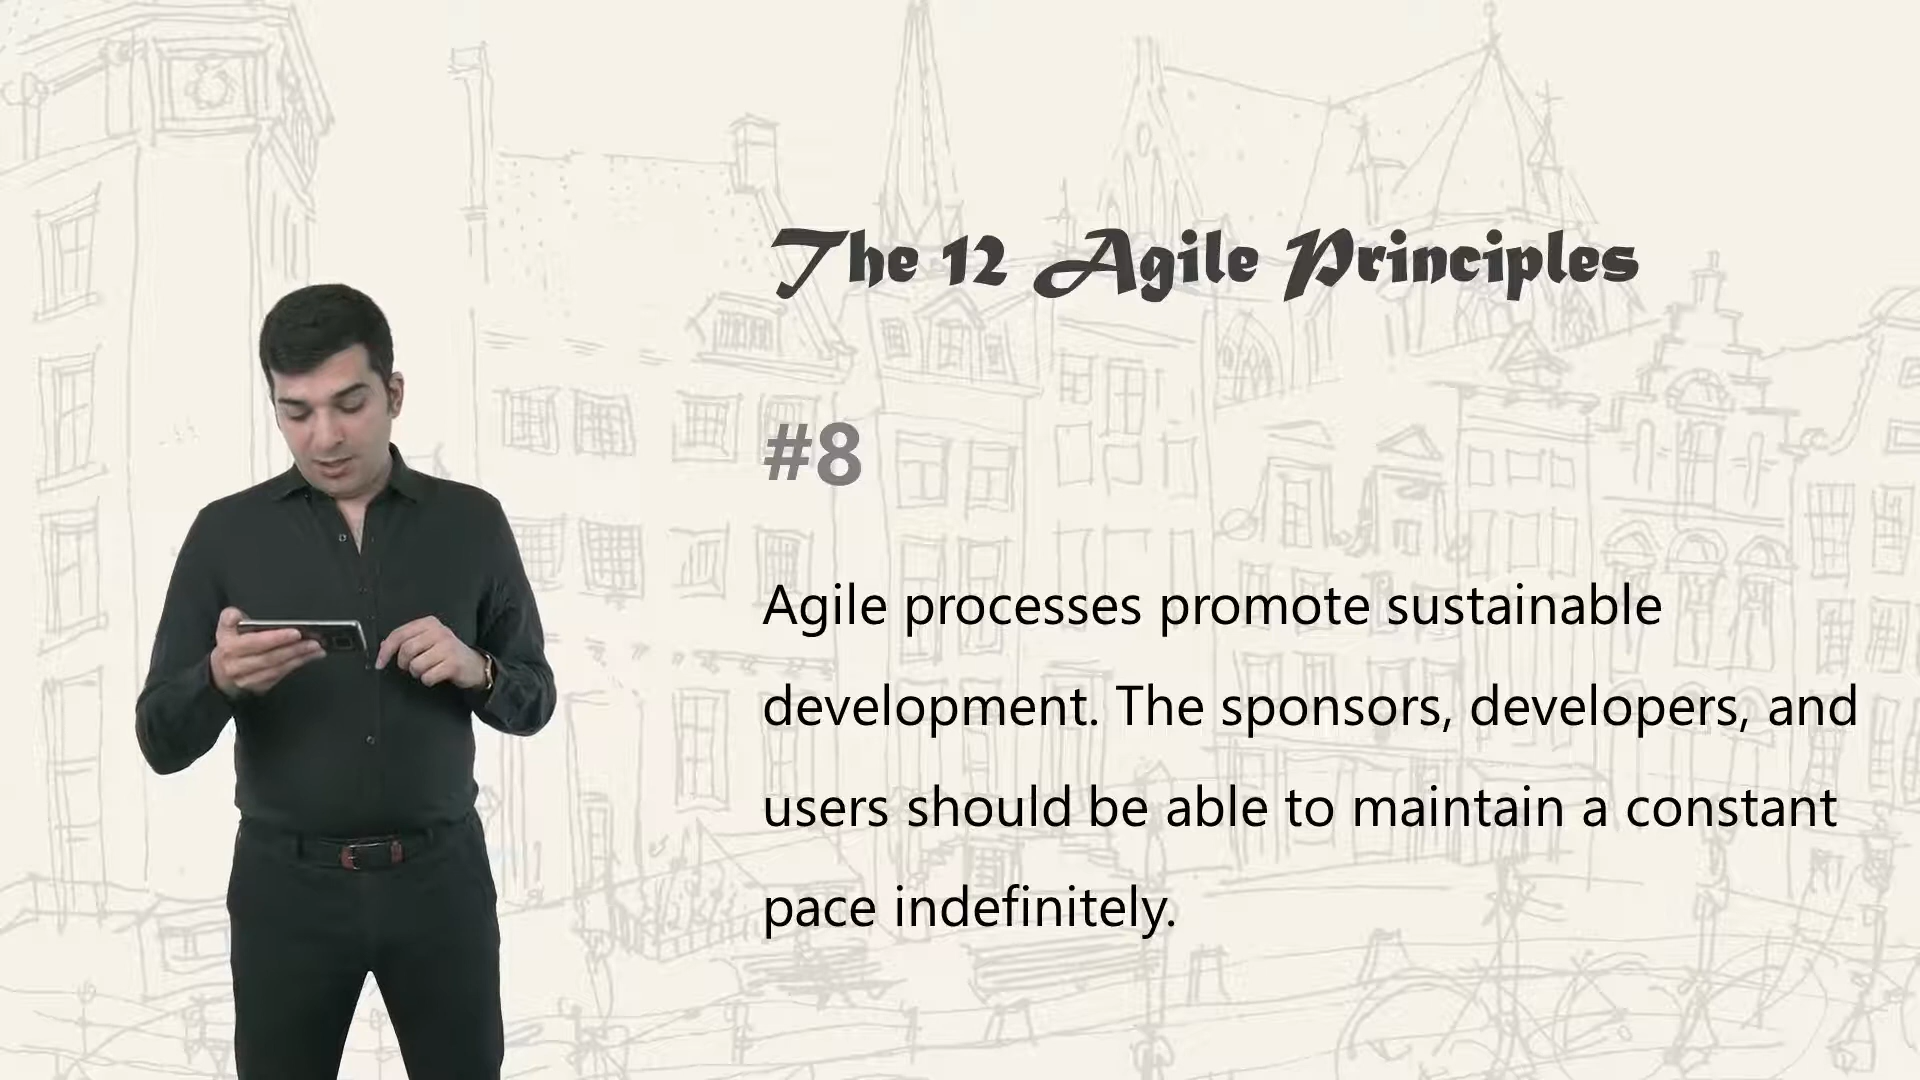 The 12 Agile Principles
#8
Agile processes promote sustainable
development. The sponsors, developers, and
users should be able to maintain a constant
pace indefinitely.